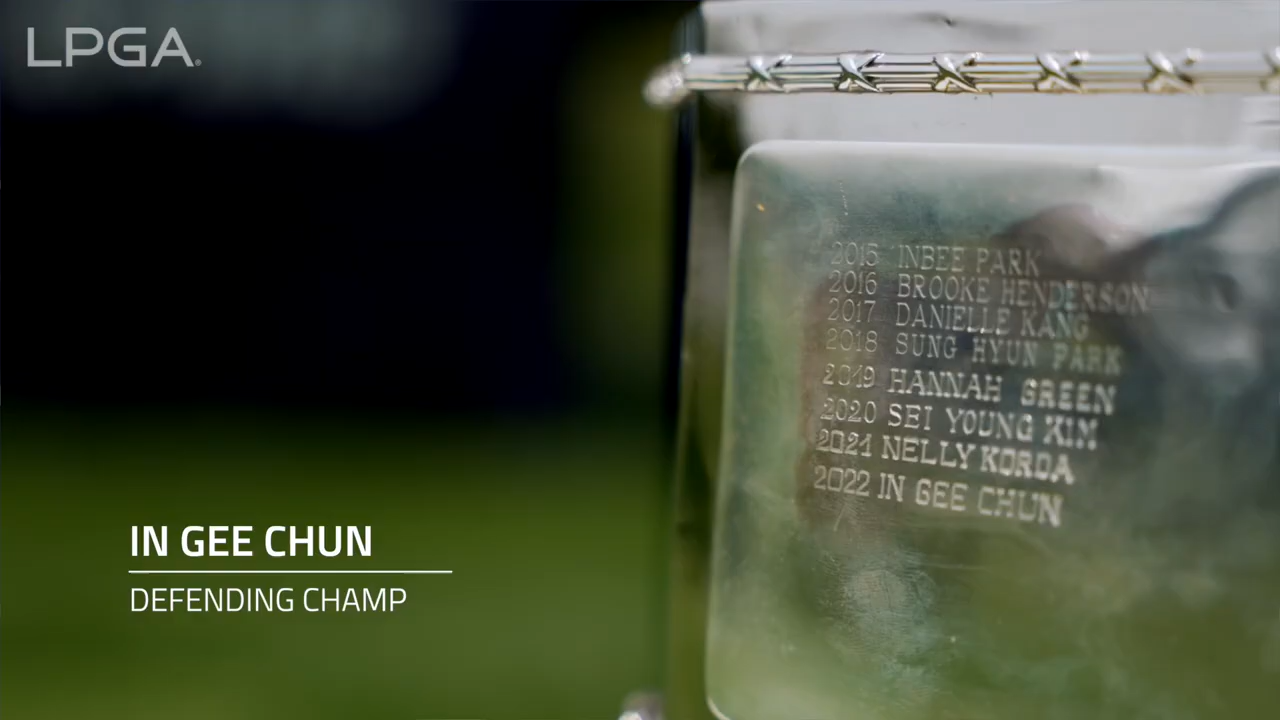 LPGA
2015 INBEE PARK
2016 BROOKE HENDERSON
2017 DANIELLE KANG
2018 SUNG HYUN PARK
2019 HANNAH GREEN
2020 SEI YOUNG KIM
2021 NELLY KORDA
2022 IN GEE CHUN
IN GEE CHUN
DEFENDING CHAMP